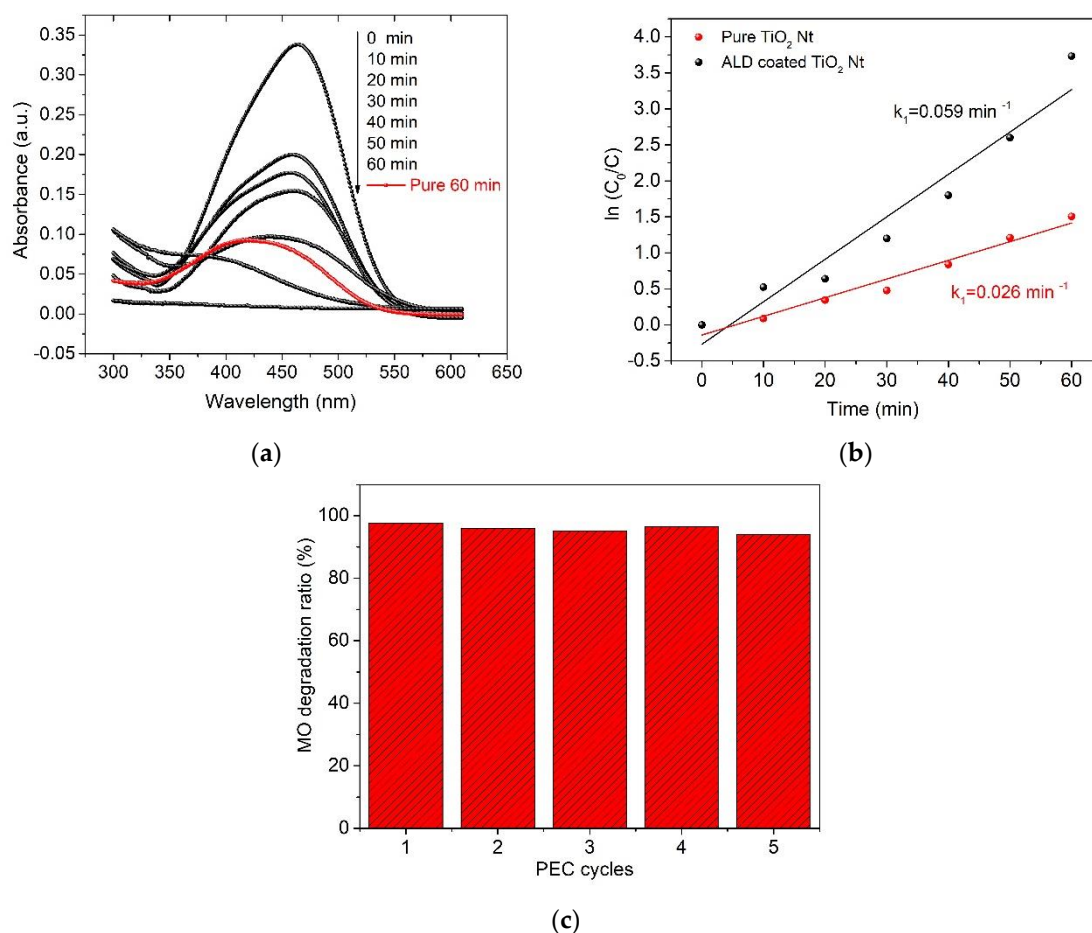 0.35
0.30
0.25
0.20
0.15
0.10
0.05
0.00
-0.05
Absorbance (a.u.)
0 min
10 min
20 min
30 min
40 min
50 min
60 min
Pure 60 min
300 350 400 450 500 550 600 650
Wavelength (nm)
(a)
4.0
3.5
3.0
2.5
2.0
1.5
1.0
0.5
0.0
-0.5
ln (C₀/C)
Pure TiO₂ Nt
ALD coated TiO₂ Nt
k₁=0.059 min ⁻¹
k₁=0.026 min ⁻¹
0 10 20 30 40 50 60
Time (min)
(b)
100
80
60
40
20
0
MO degradation ratio (%)
1 2 3 4 5
PEC cycles
(c)